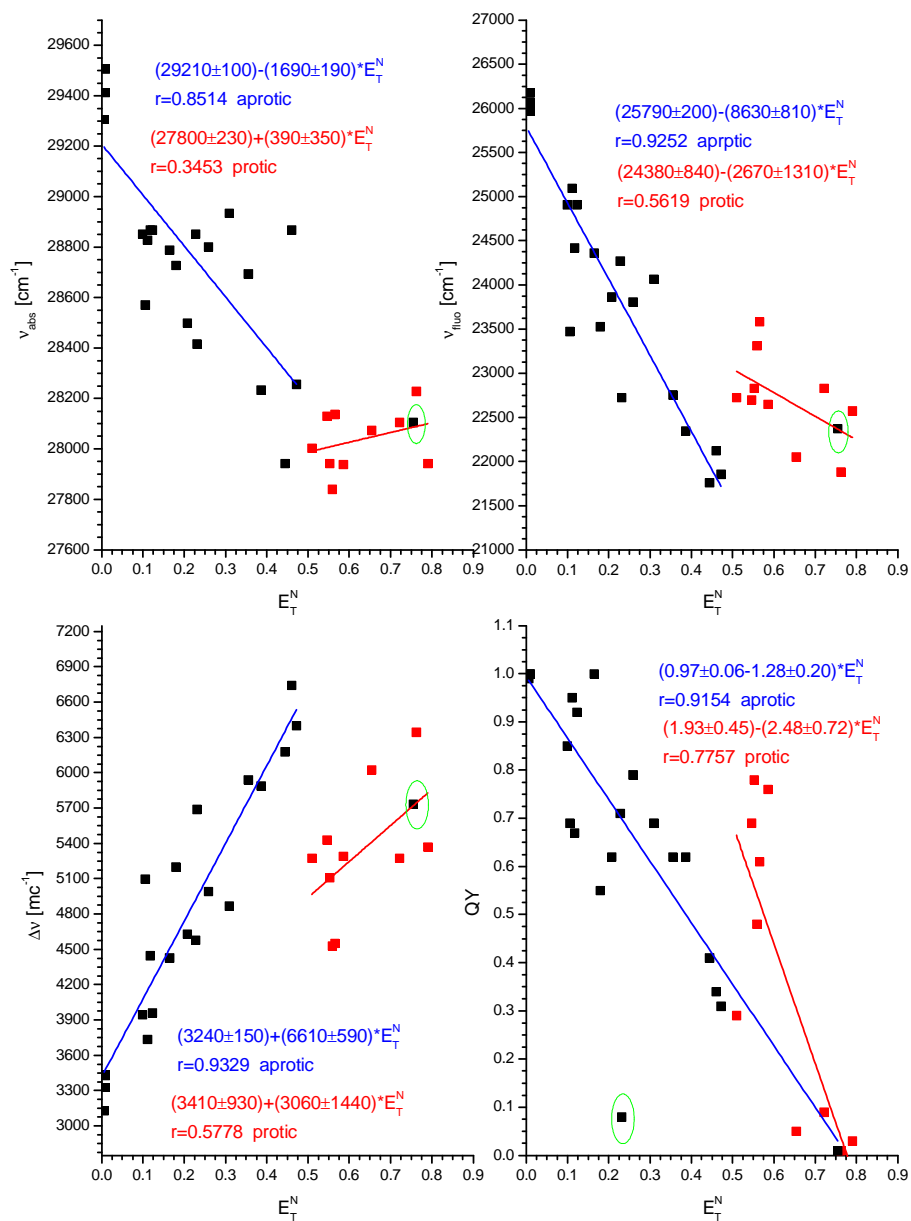 29600
29400
29200
29000
28800
28600
28400
28200
28000
27800
27600
ν_abs [cm⁻¹]
(29210±100)-(1690±190)*E_T^N
r=0.8514 aprotic
(27800±230)+(390±350)*E_T^N
r=0.3453 protic
0.0 0.1 0.2 0.3 0.4 0.5 0.6 0.7 0.8 0.9
E_T^N
27000
26500
26000
25500
25000
24500
24000
23500
23000
22500
22000
21500
21000
ν_fluo [cm⁻¹]
(25790±200)-(8630±810)*E_T^N
r=0.9252 aprptic
(24380±840)-(2670±1310)*E_T^N
r=0.5619 protic
0.0 0.1 0.2 0.3 0.4 0.5 0.6 0.7 0.8 0.9
E_T^N
7200
6900
6600
6300
6000
5700
5400
5100
4800
4500
4200
3900
3600
3300
3000
Δν [mc⁻¹]
(3240±150)+(6610±590)*E_T^N
r=0.9329 aprotic
(3410±930)+(3060±1440)*E_T^N
r=0.5778 protic
0.0 0.1 0.2 0.3 0.4 0.5 0.6 0.7 0.8 0.9
E_T^N
1.1
1.0
0.9
0.8
0.7
0.6
0.5
0.4
0.3
0.2
0.1
0.0
QY
(0.97±0.06-1.28±0.20)*E_T^N
r=0.9154 aprotic
(1.93±0.45)-(2.48±0.72)*E_T^N
r=0.7757 protic
0.0 0.1 0.2 0.3 0.4 0.5 0.6 0.7 0.8 0.9
E_T^N